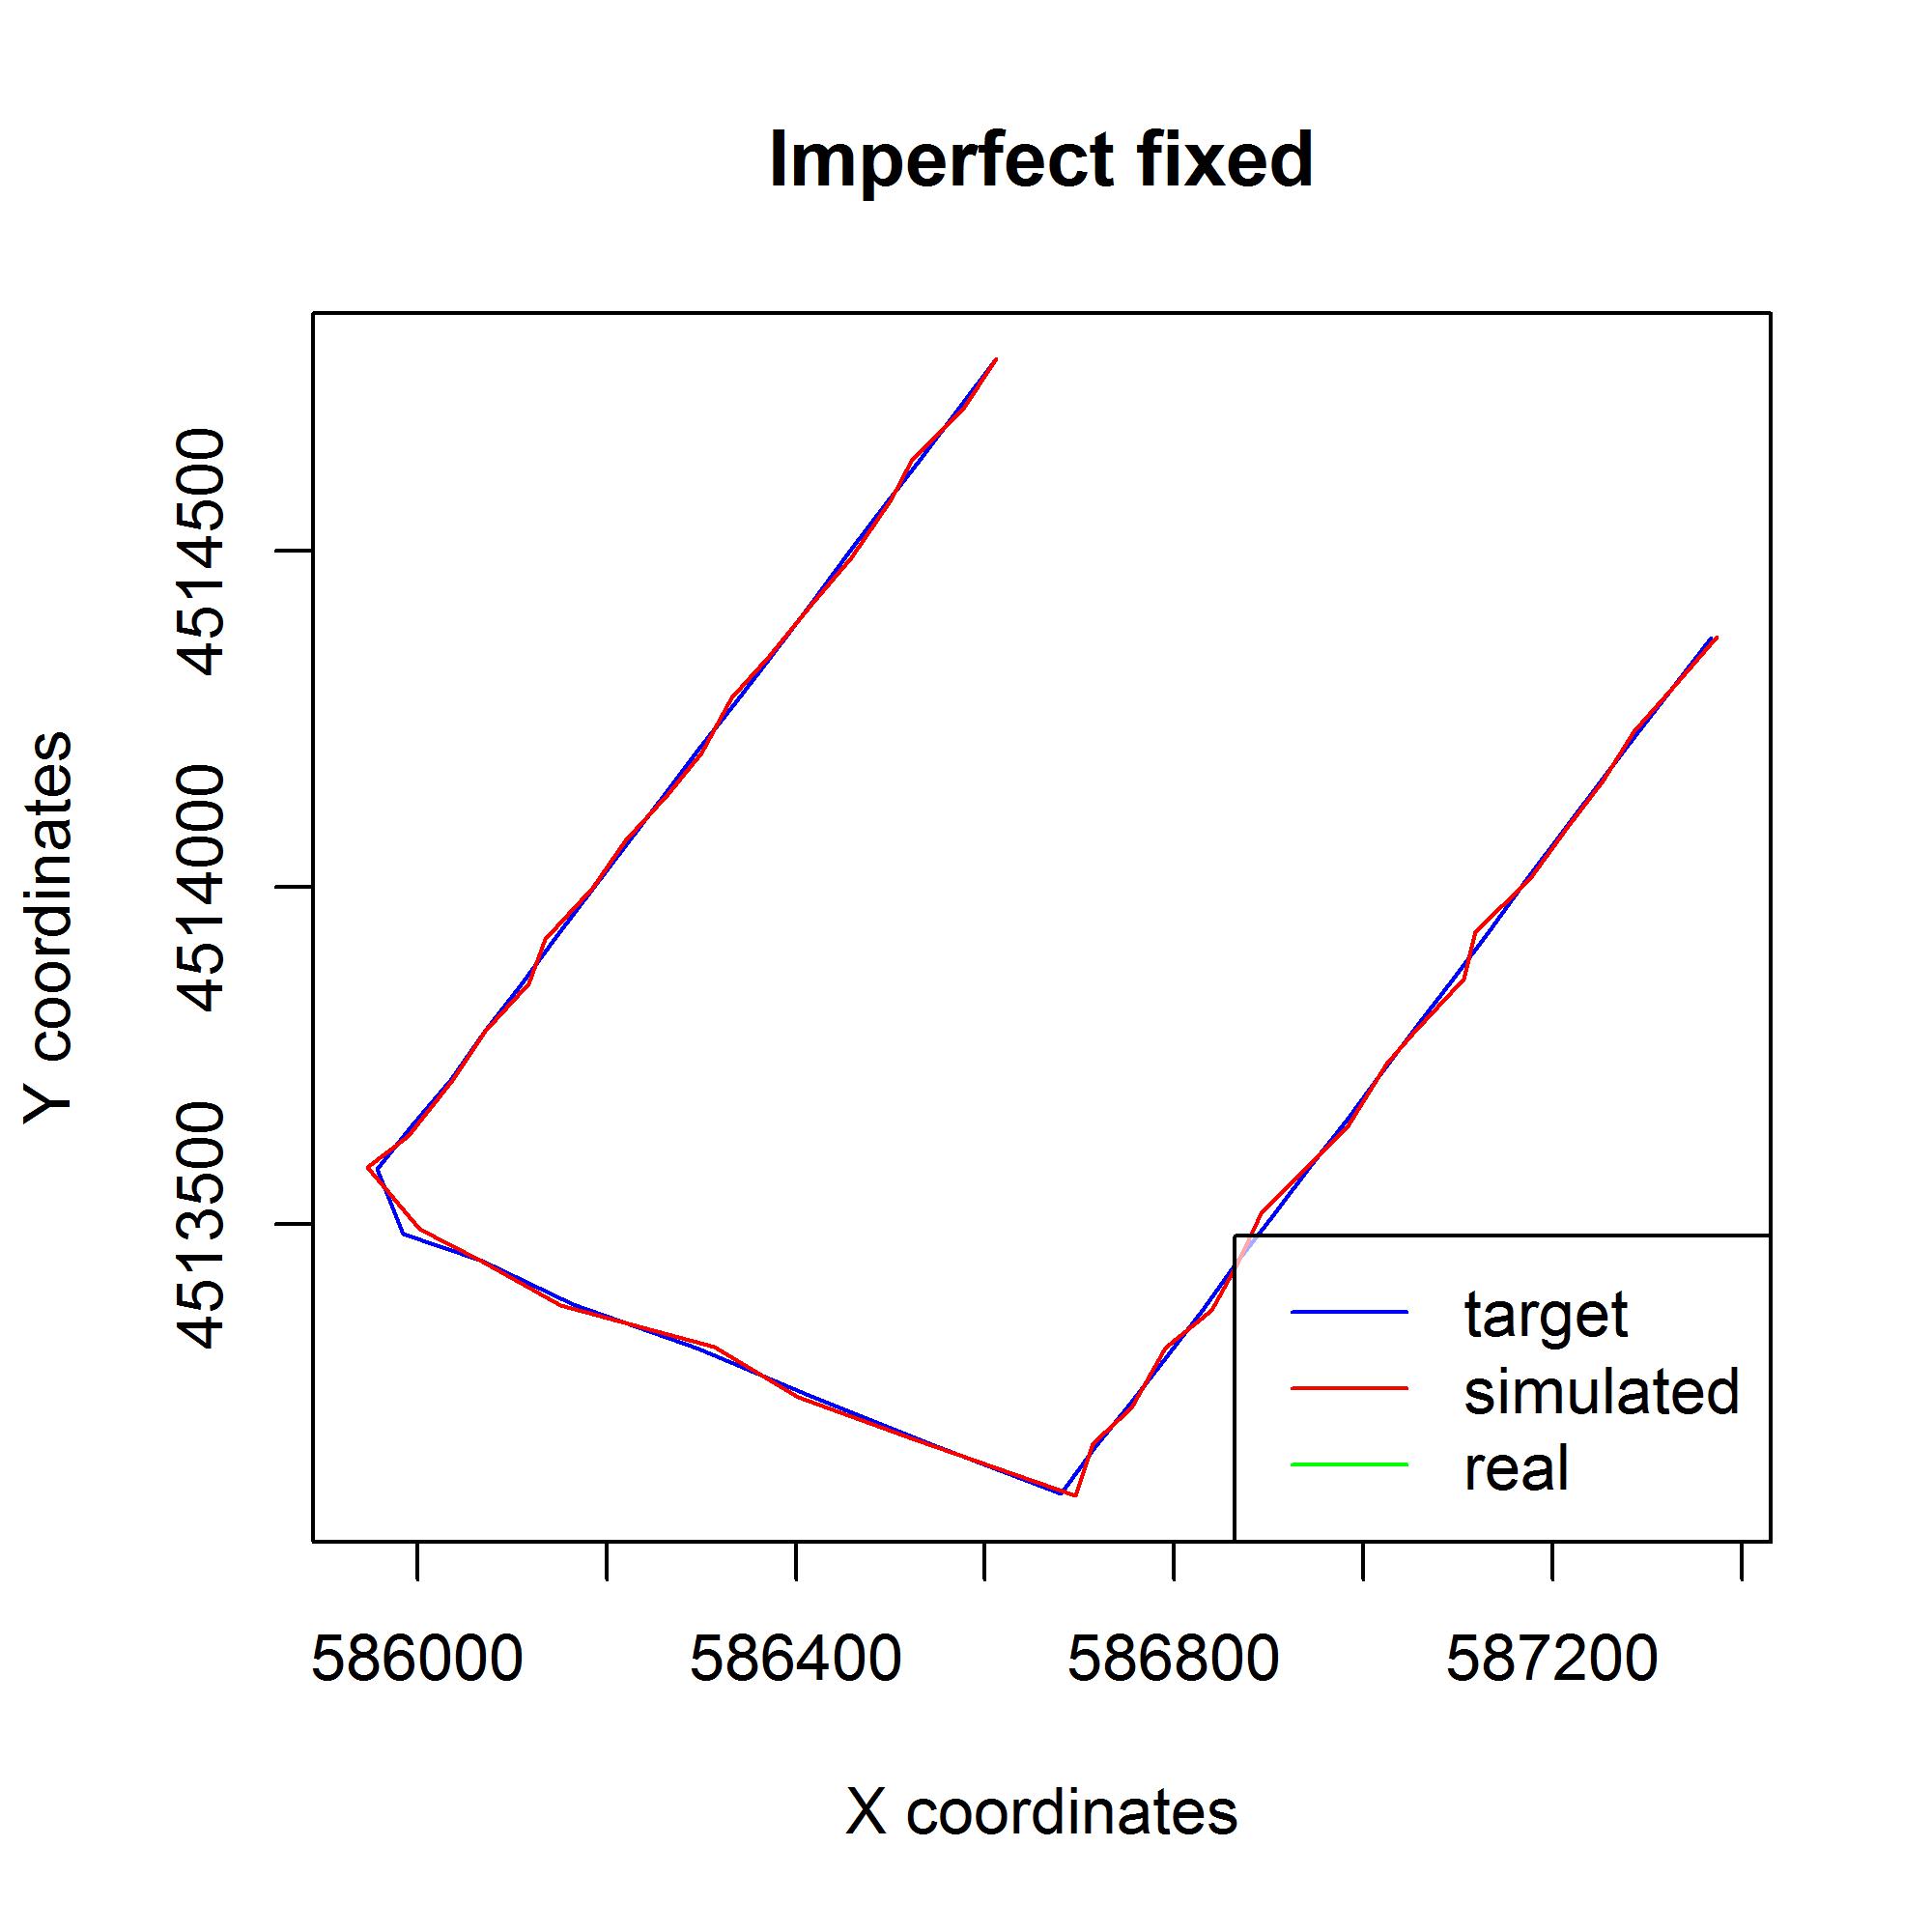 Imperfect fixed
Y coordinates
4514500
4514000
4513500
target
simulated
real
586000 586400 586800 587200
X coordinates